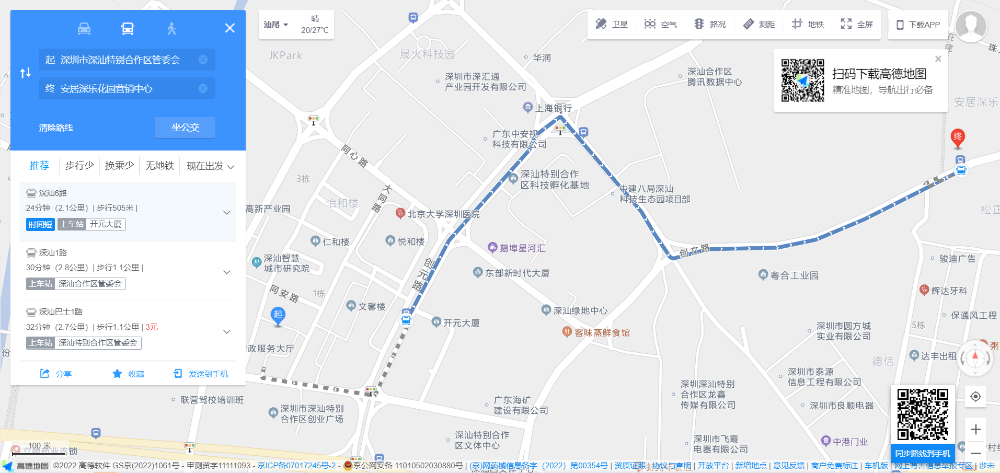 起 深圳市深汕特别合作区管委会
终 安居深乐花园营销中心
清除路线
坐公交
推荐
步行少
换乘少
无地铁
现在出发
深汕6路
24分钟（2.1公里）| 步行505米 |
时间短 上车站 开元大厦
深汕1路
30分钟（2.8公里）| 步行1.1公里 |
上车站 深汕合作区管委会
深汕巴士1路
32分钟（2.7公里）| 步行1.1公里 | 3元
上车站 深汕特别合作区管委会
分享
收藏
发送到手机
汕尾
晴
20/27℃
卫星
空气
路况
测距
地铁
全屏
下载APP
扫码下载高德地图
精准地图，导航出行必备
JKPark
晟火科技园
华润
深圳市深汇通
产业园开发有限公司
深汕合作区
腾讯数据中心
在
建
珠
安居深乐
上海银行
广东中安视
科技有限公司
同心路
3栋
大同路
怡和楼
高新产业园
深汕特别合作
区科技孵化基地
中建八局深汕
科技生态园项目部
终
松正
北京大学深圳医院
仁和楼
悦和楼
鹅埠星河汇
创文路
骏迪广告
深汕智慧
城市研究院
创元路
东部新时代大厦
粤合工业园
同安路
1栋
辉达牙科
文馨楼
起
开元大厦
深汕绿地中心
保通风工程
客味蒸鲜食馆
深圳市圆方城
实业有限公司
5栋
政服务大厅
粥
达丰出租
德信
份
深圳市泰源
信息工程有限公司
深圳深汕特别
合作区龙鑫
传媒有限公司
联营驾校培训班
深圳市深汕特别
合作区创业广场
广东海矿
建设有限公司
深圳市良顺电器
深汕特别合作
区文体中心
深圳市飞霞
电器有限公司
中港门业
村
100 米
立德药业连锁
同步路线到手机
高德地图 ©2022 高德软件 GS京(2022)1061号 - 甲测资字11111093 - 京ICP备07017245号-2 - 京公网安备 11010502030880号 | (京)网药械信息备字（2022）第00354号 | 资质证照 | 协议与声明 | 开放平台 | 新增地点 | 意见反馈 | 商户免费标注 | 车机版 | 网上有害信息举报专区 | 涉未